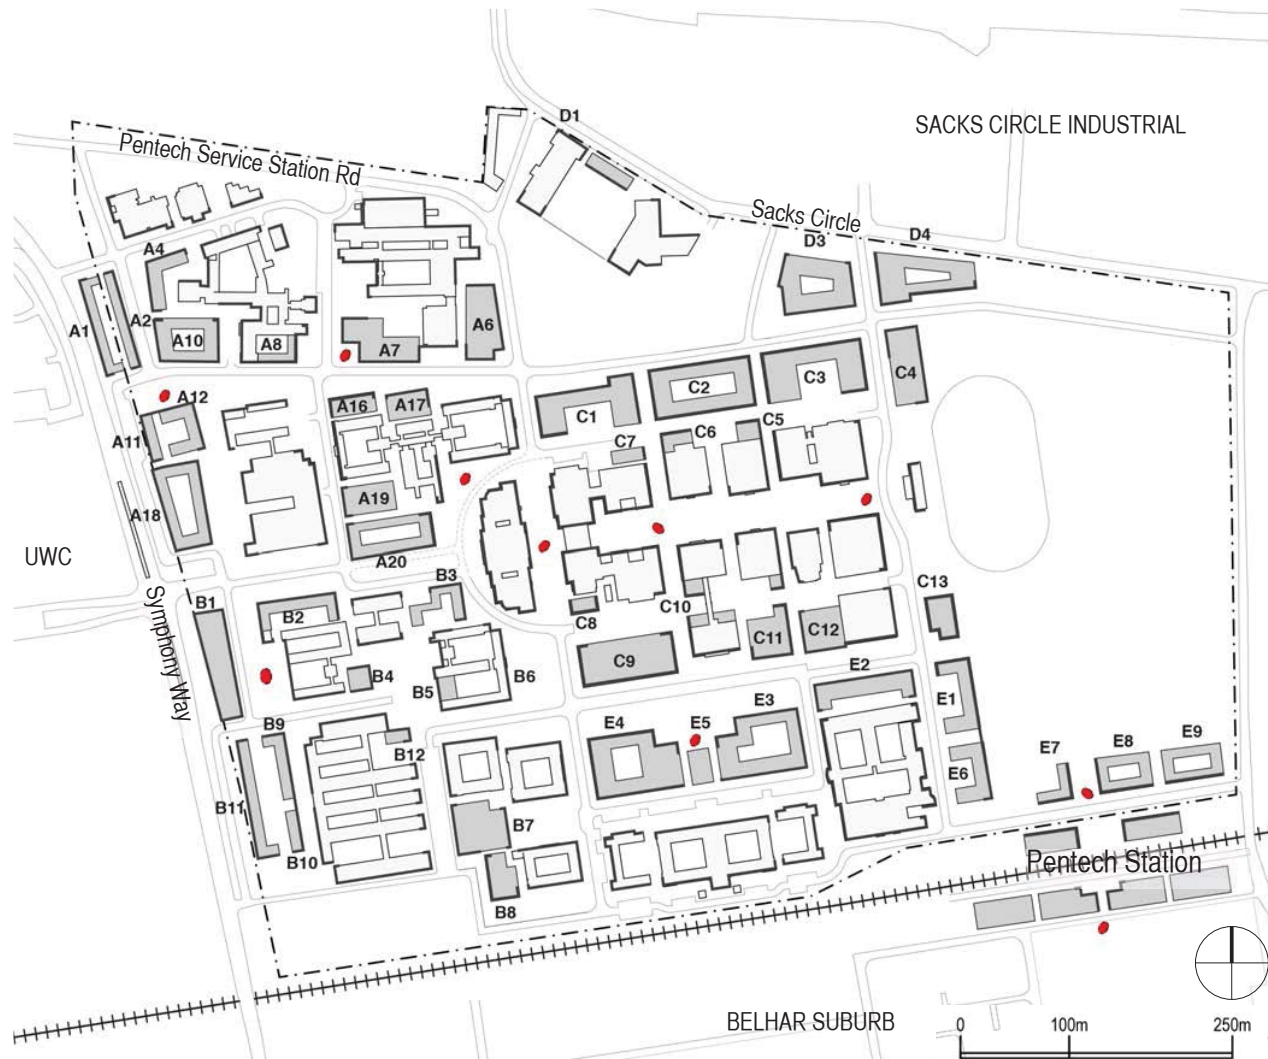 D1
SACKS CIRCLE INDUSTRIAL
Pentech Service Station Rd
Sacks Circle
D3
D4
A4
A1
A2
A10
A8
A7
A6
C1
C2
C3
C4
A12
A11
A16
A17
C7
C6
C5
A18
A19
A20
UWC
Symphony Way
B1
B2
B3
B4
B5
B6
C8
C9
C10
C11
C12
C13
E2
E1
B9
B12
B11
B10
B7
B8
E4
E5
E3
E6
E7
E8
E9
Pentech Station
BELHAR SUBURB
0 100m 250m